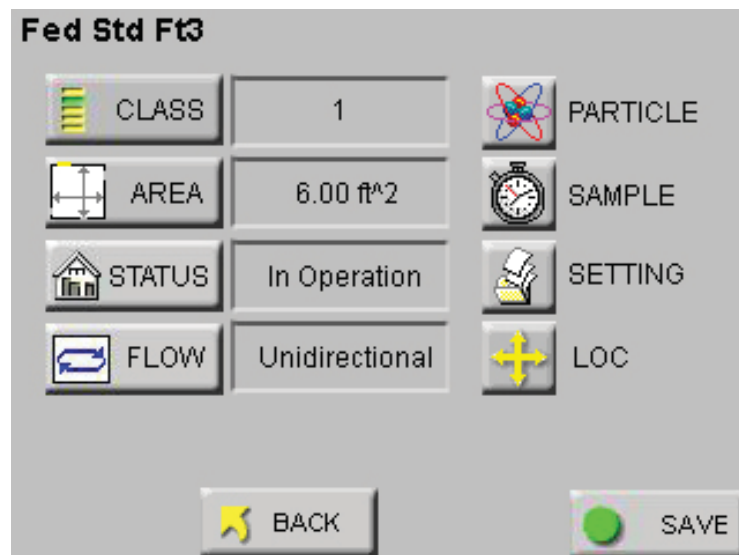 Fed Std Ft3
CLASS 1 PARTICLE
AREA 6.00 ft^2 SAMPLE
STATUS In Operation SETTING
FLOW Unidirectional LOC
BACK SAVE